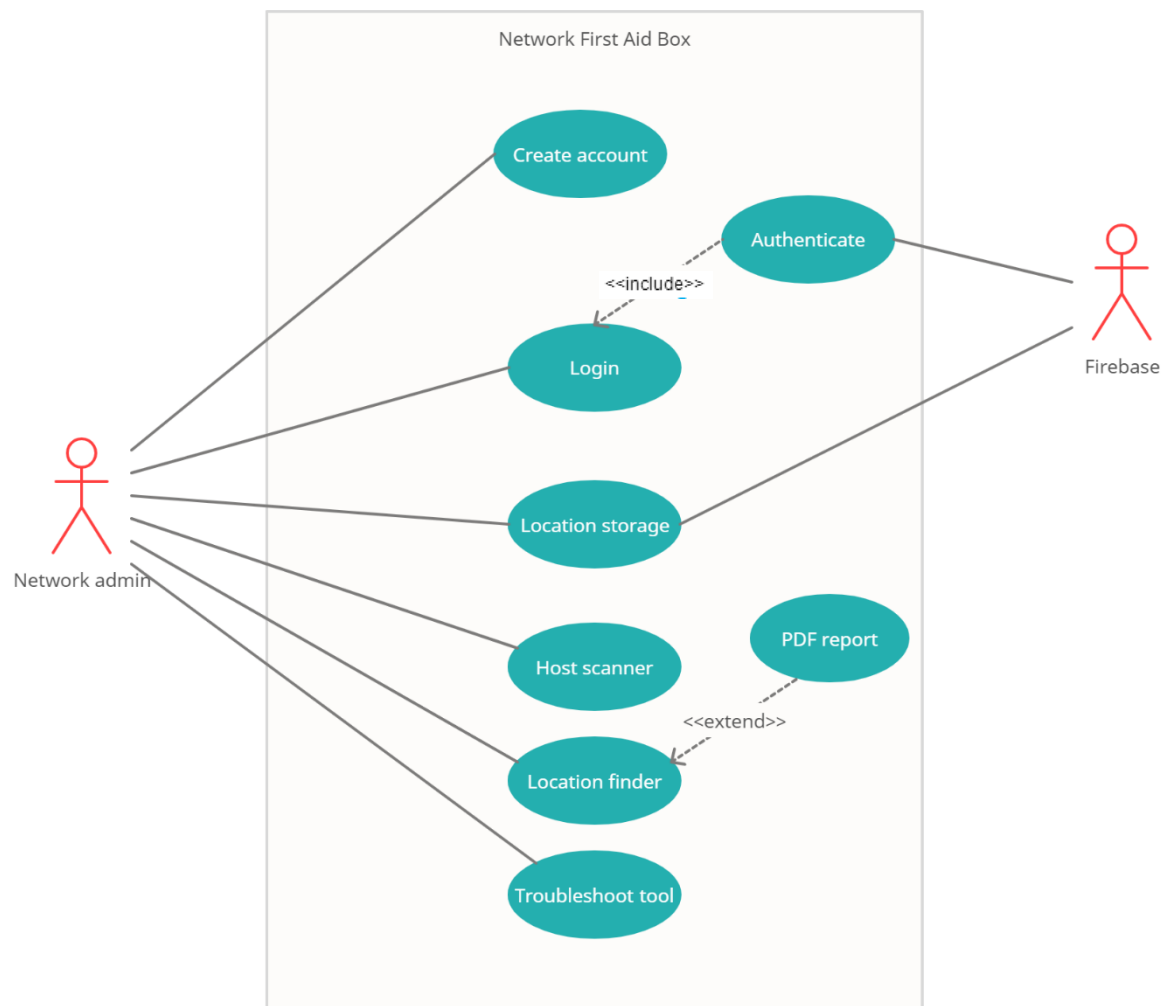 Network First Aid Box
Create account
Authenticate
<<include>>
Login
Firebase
Location storage
Network admin
PDF report
Host scanner
<<extend>>
Location finder
Troubleshoot tool